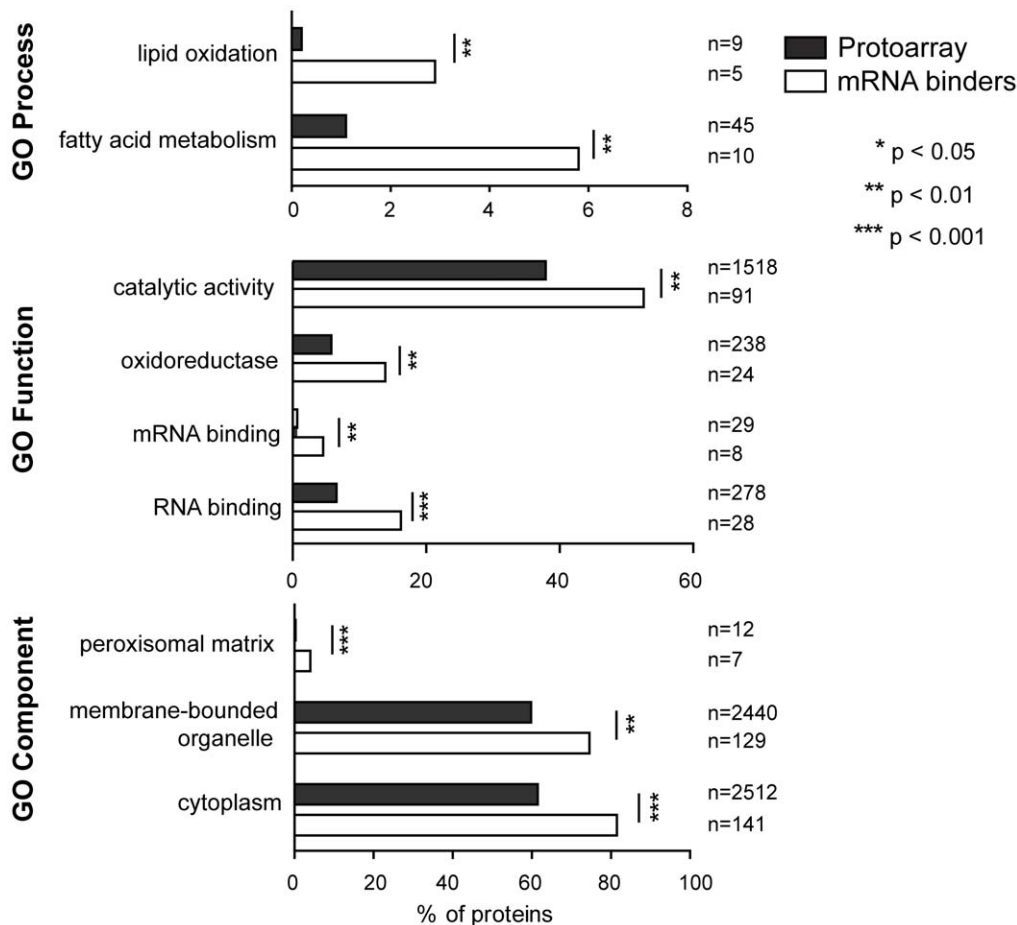 GO Process
lipid oxidation
**
n=9
n=5
fatty acid metabolism
**
n=45
n=10
0 2 4 6 8
Protoarray
mRNA binders
* p < 0.05
** p < 0.01
*** p < 0.001
GO Function
catalytic activity
**
n=1518
n=91
oxidoreductase
**
n=238
n=24
mRNA binding
**
n=29
n=8
RNA binding
***
n=278
n=28
0 20 40 60
GO Component
peroxisomal matrix
***
n=12
n=7
membrane-bounded
organelle
**
n=2440
n=129
cytoplasm
***
n=2512
n=141
0 20 40 60 80 100
% of proteins